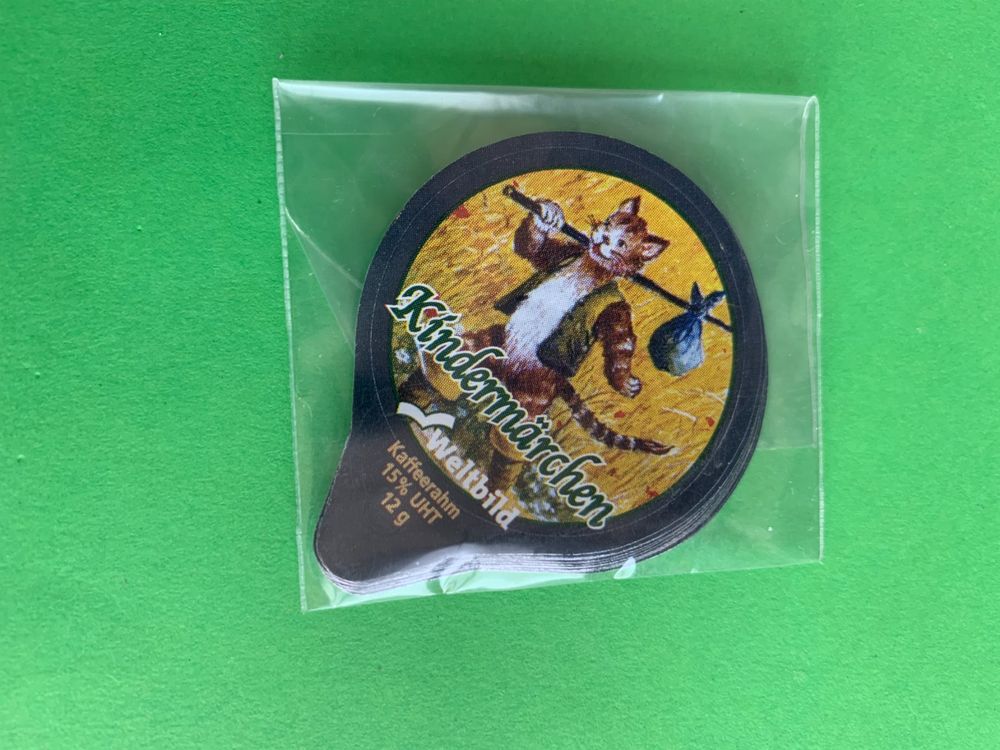 Kindermärchen
Weltbild
Kaffeerahm
15% UHT
12 g